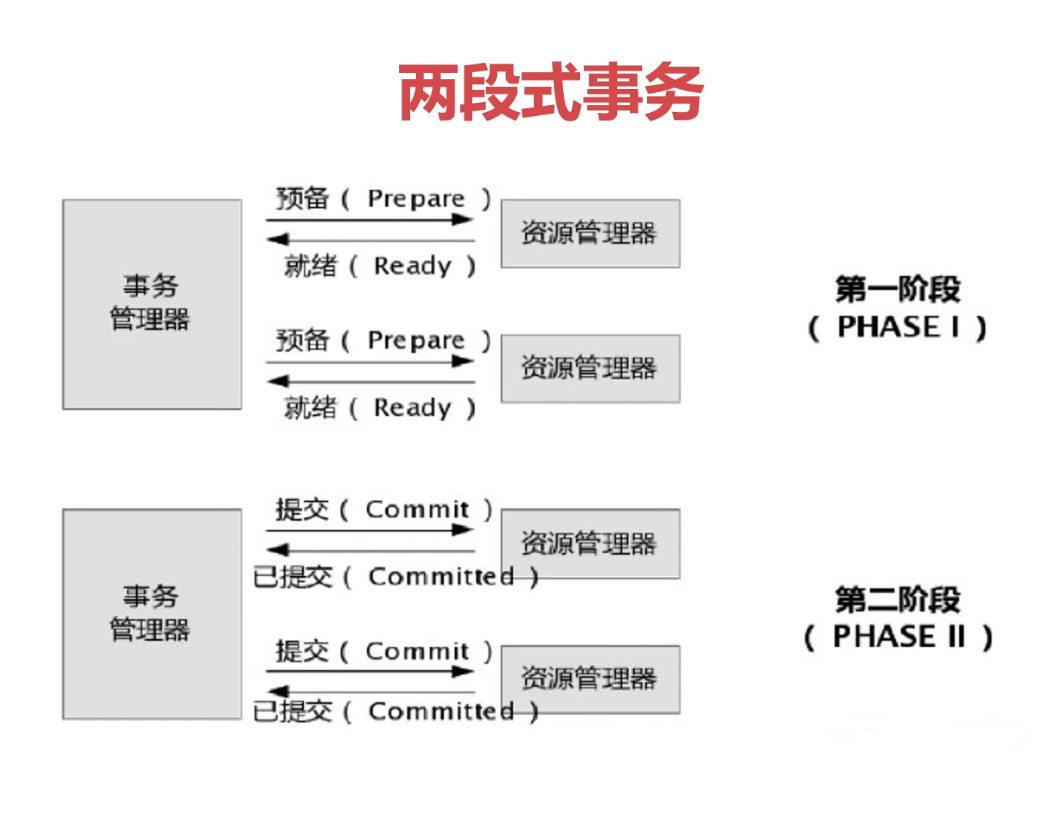 两段式事务
事务
管理器
预备( Prepare )
就绪( Ready )
资源管理器
预备( Prepare )
就绪( Ready )
资源管理器
第一阶段
( PHASE I )
事务
管理器
提交( Commit )
已提交( Committed )
资源管理器
提交( Commit )
已提交( Committed )
资源管理器
第二阶段
( PHASE II )